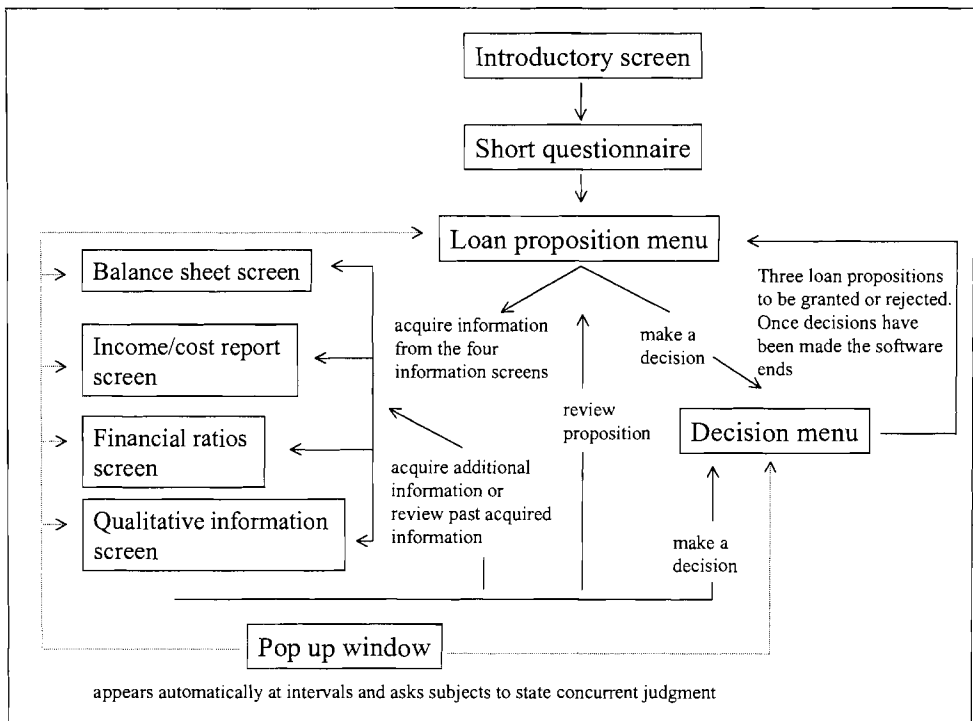 Introductory screen
Short questionnaire
Loan proposition menu
Balance sheet screen
Income/cost report
screen
Financial ratios
screen
Qualitative information
screen
acquire information
from the four
information screens
make a
decision
Three loan propositions
to be granted or rejected.
Once decisions have
been made the software
ends
review
proposition
Decision menu
acquire additional
information or
review past acquired
information
make a
decision
Pop up window
appears automatically at intervals and asks subjects to state concurrent judgment